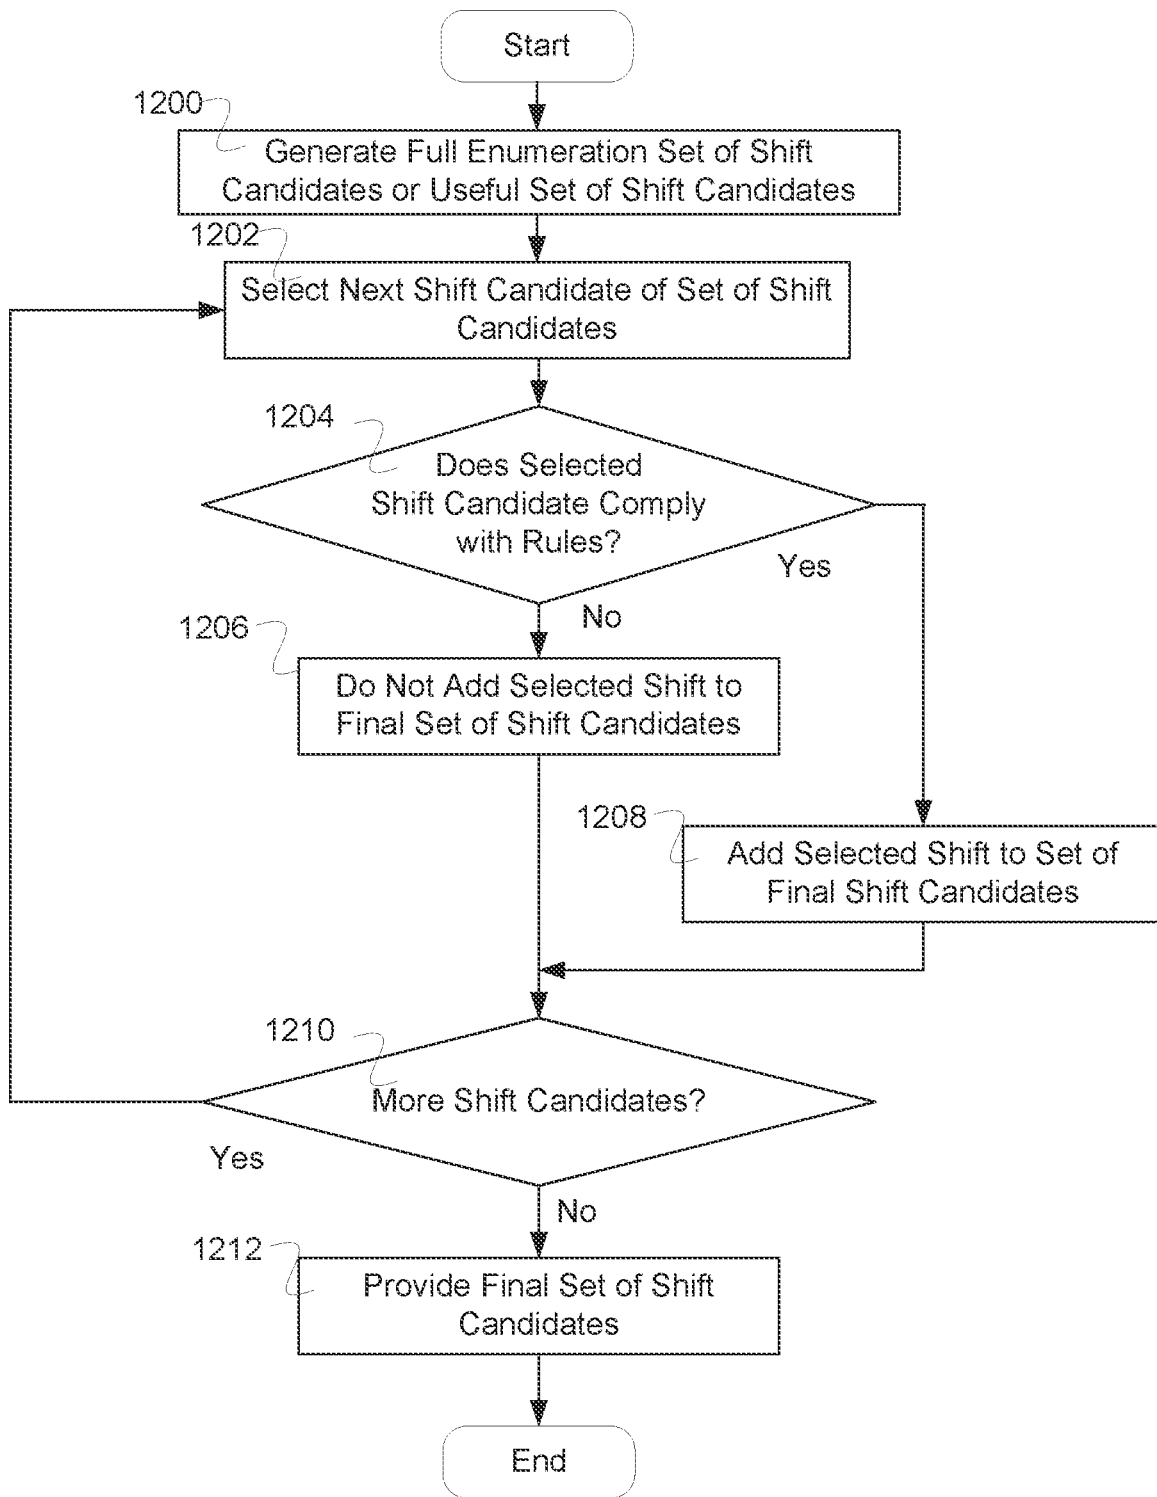 Start
1200
Generate Full Enumeration Set of Shift
Candidates or Useful Set of Shift Candidates
1202
Select Next Shift Candidate of Set of Shift
Candidates
1204
Does Selected
Shift Candidate Comply
with Rules?
Yes
No
1206
Do Not Add Selected Shift to
Final Set of Shift Candidates
1208
Add Selected Shift to Set of
Final Shift Candidates
1210
More Shift Candidates?
Yes
No
1212
Provide Final Set of Shift
Candidates
End